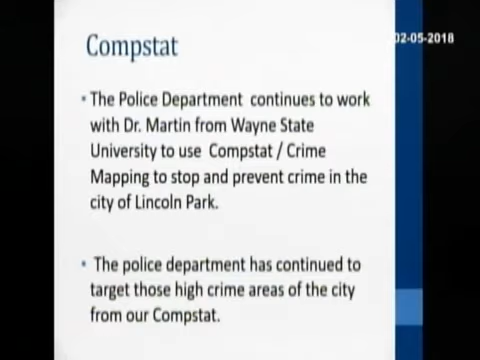 Compstat
02-05-2018
• The Police Department continues to work
with Dr. Martin from Wayne State
University to use Compstat / Crime
Mapping to stop and prevent crime in the
city of Lincoln Park.
• The police department has continued to
target those high crime areas of the city
from our Compstat.